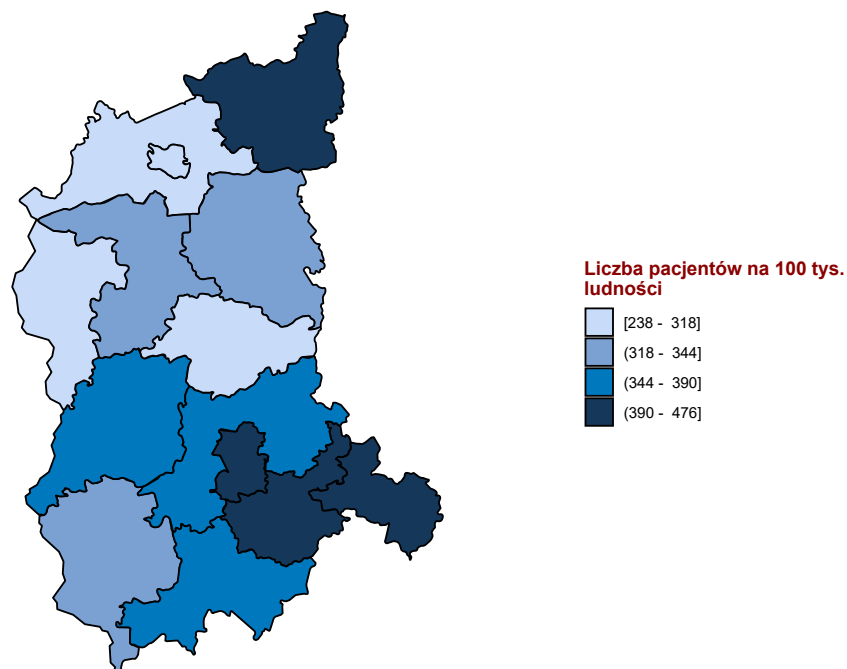 Liczba pacjentów na 100 tys.
ludności
[238 - 318]
(318 - 344]
(344 - 390]
(390 - 476]